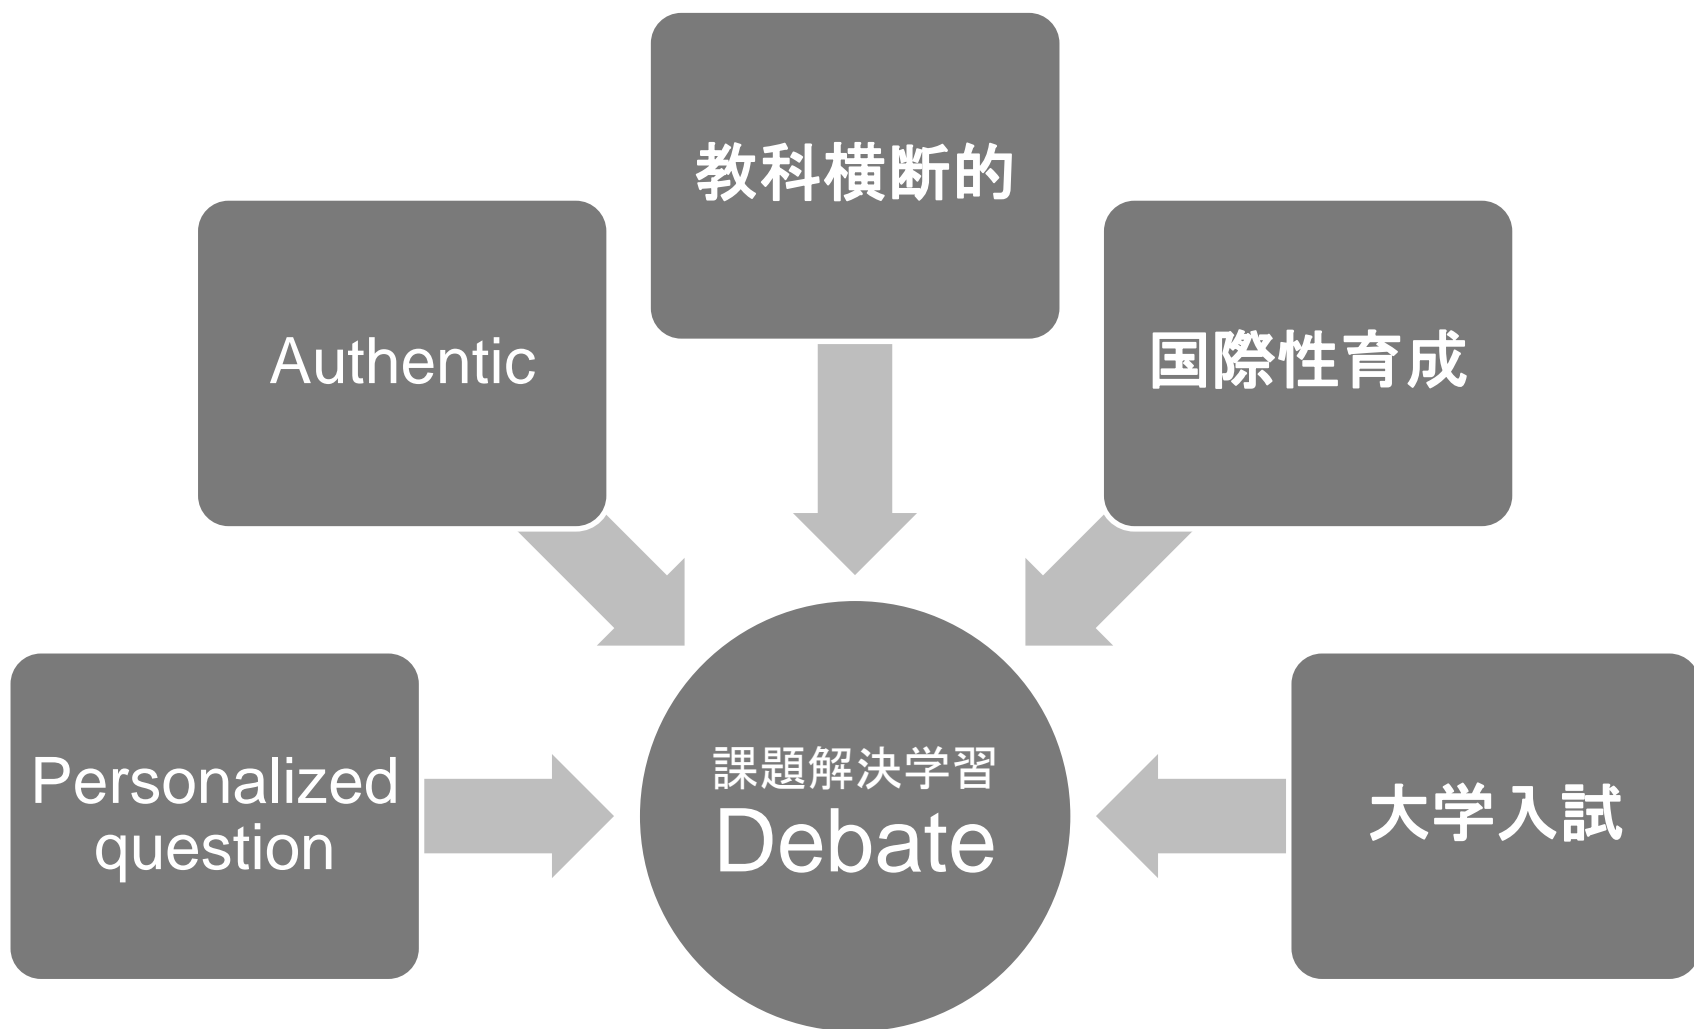 教科横断的
Authentic
国際性育成
Personalized
question
課題解決学習
Debate
大学入試